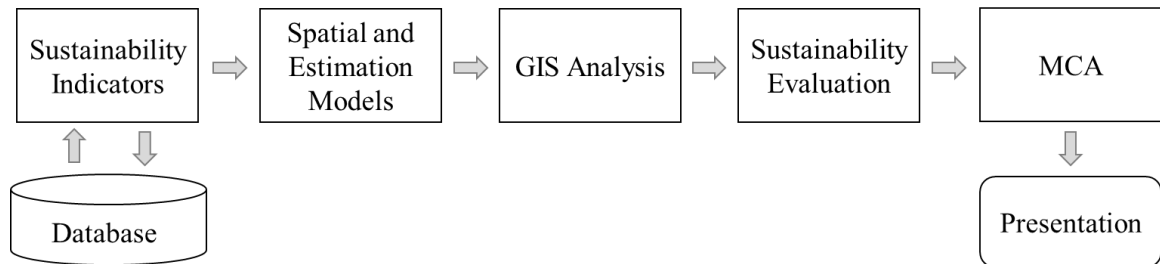 Sustainability
Indicators
Spatial and
Estimation
Models
GIS Analysis
Sustainability
Evaluation
MCA
Database
Presentation